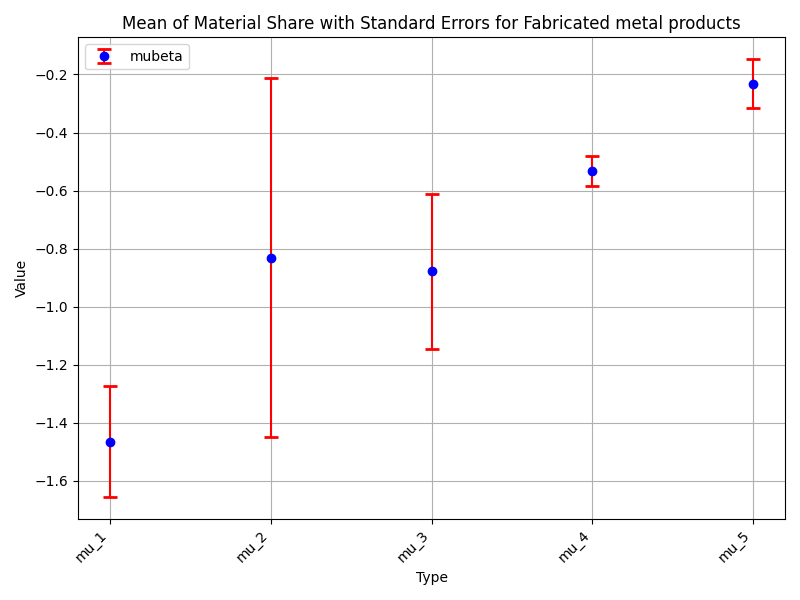 Mean of Material Share with Standard Errors for Fabricated metal products
mubeta
−0.2
−0.4
−0.6
−0.8
−1.0
−1.2
−1.4
−1.6
Value
mu_1
mu_2
mu_3
mu_4
mu_5
Type